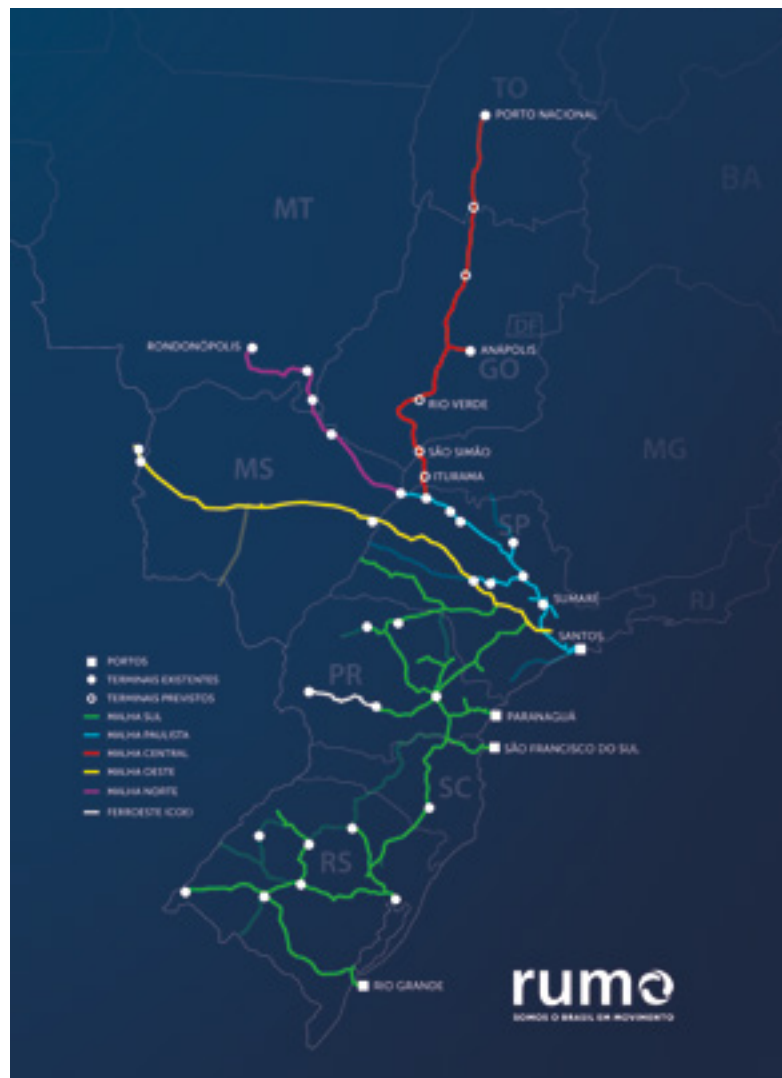 TO
PORTO NACIONAL
BA
MT
DF
RONDONÓPOLIS
ANÁPOLIS
GO
RIO VERDE
MG
SÃO SIMÃO
MS
ITURAMA
SP
SUMARÉ
RJ
SANTOS
PORTOS
TERMINAIS EXISTENTES
PR
TERMINAIS PREVISTOS
MALHA SUL
PARANAGUÁ
MALHA PAULISTA
MALHA CENTRAL
SÃO FRANCISCO DO SUL
MALHA OESTE
MALHA NORTE
SC
FERROESTE (COE)
RS
RIO GRANDE
rumo
SOMOS O BRASIL EM MOVIMENTO